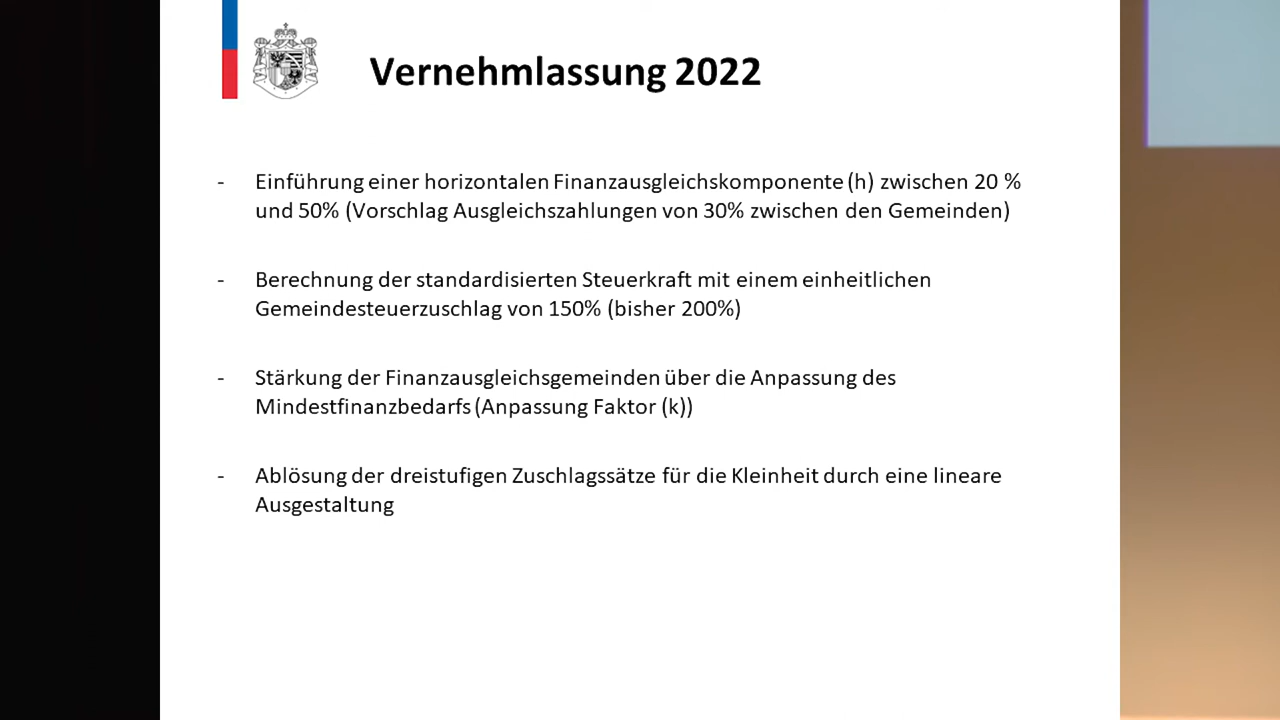 Vernehmlassung 2022
- Einführung einer horizontalen Finanzausgleichskomponente (h) zwischen 20 %
und 50% (Vorschlag Ausgleichszahlungen von 30% zwischen den Gemeinden)
- Berechnung der standardisierten Steuerkraft mit einem einheitlichen
Gemeindesteuerzuschlag von 150% (bisher 200%)
- Stärkung der Finanzausgleichsgemeinden über die Anpassung des
Mindestfinanzbedarfs (Anpassung Faktor (k))
- Ablösung der dreistufigen Zuschlagssätze für die Kleinheit durch eine lineare
Ausgestaltung